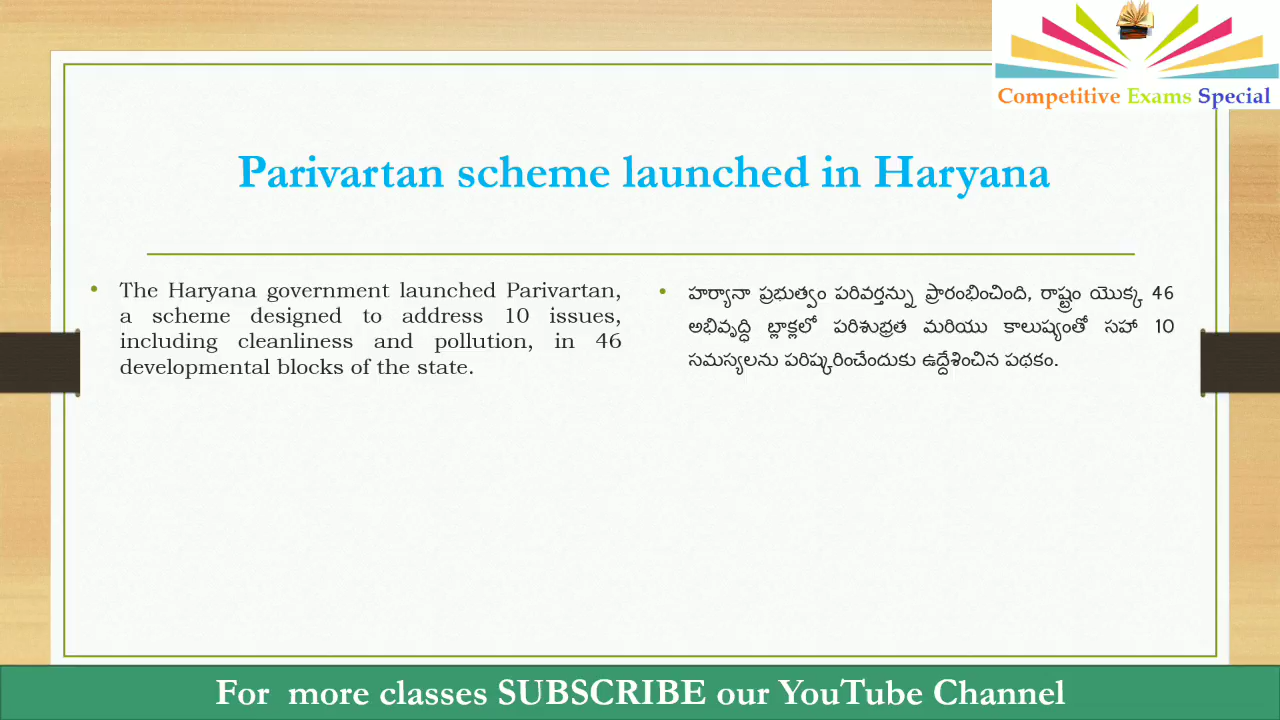 Competitive Exams Special
Parivartan scheme launched in Haryana
• The Haryana government launched Parivartan,
a scheme designed to address 10 issues,
including cleanliness and pollution, in 46
developmental blocks of the state.
• హర్యానా ప్రభుత్వం పరివర్తన్ను ప్రారంభించింది, రాష్ట్రం యొక్క 46
అభివృద్ధి బ్లాక్లలో పరిశుభ్రత మరియు కాలుష్యంతో సహా 10
సమస్యలను పరిష్కరించేందుకు ఉద్దేశించిన పథకం.
For more classes SUBSCRIBE our YouTube Channel